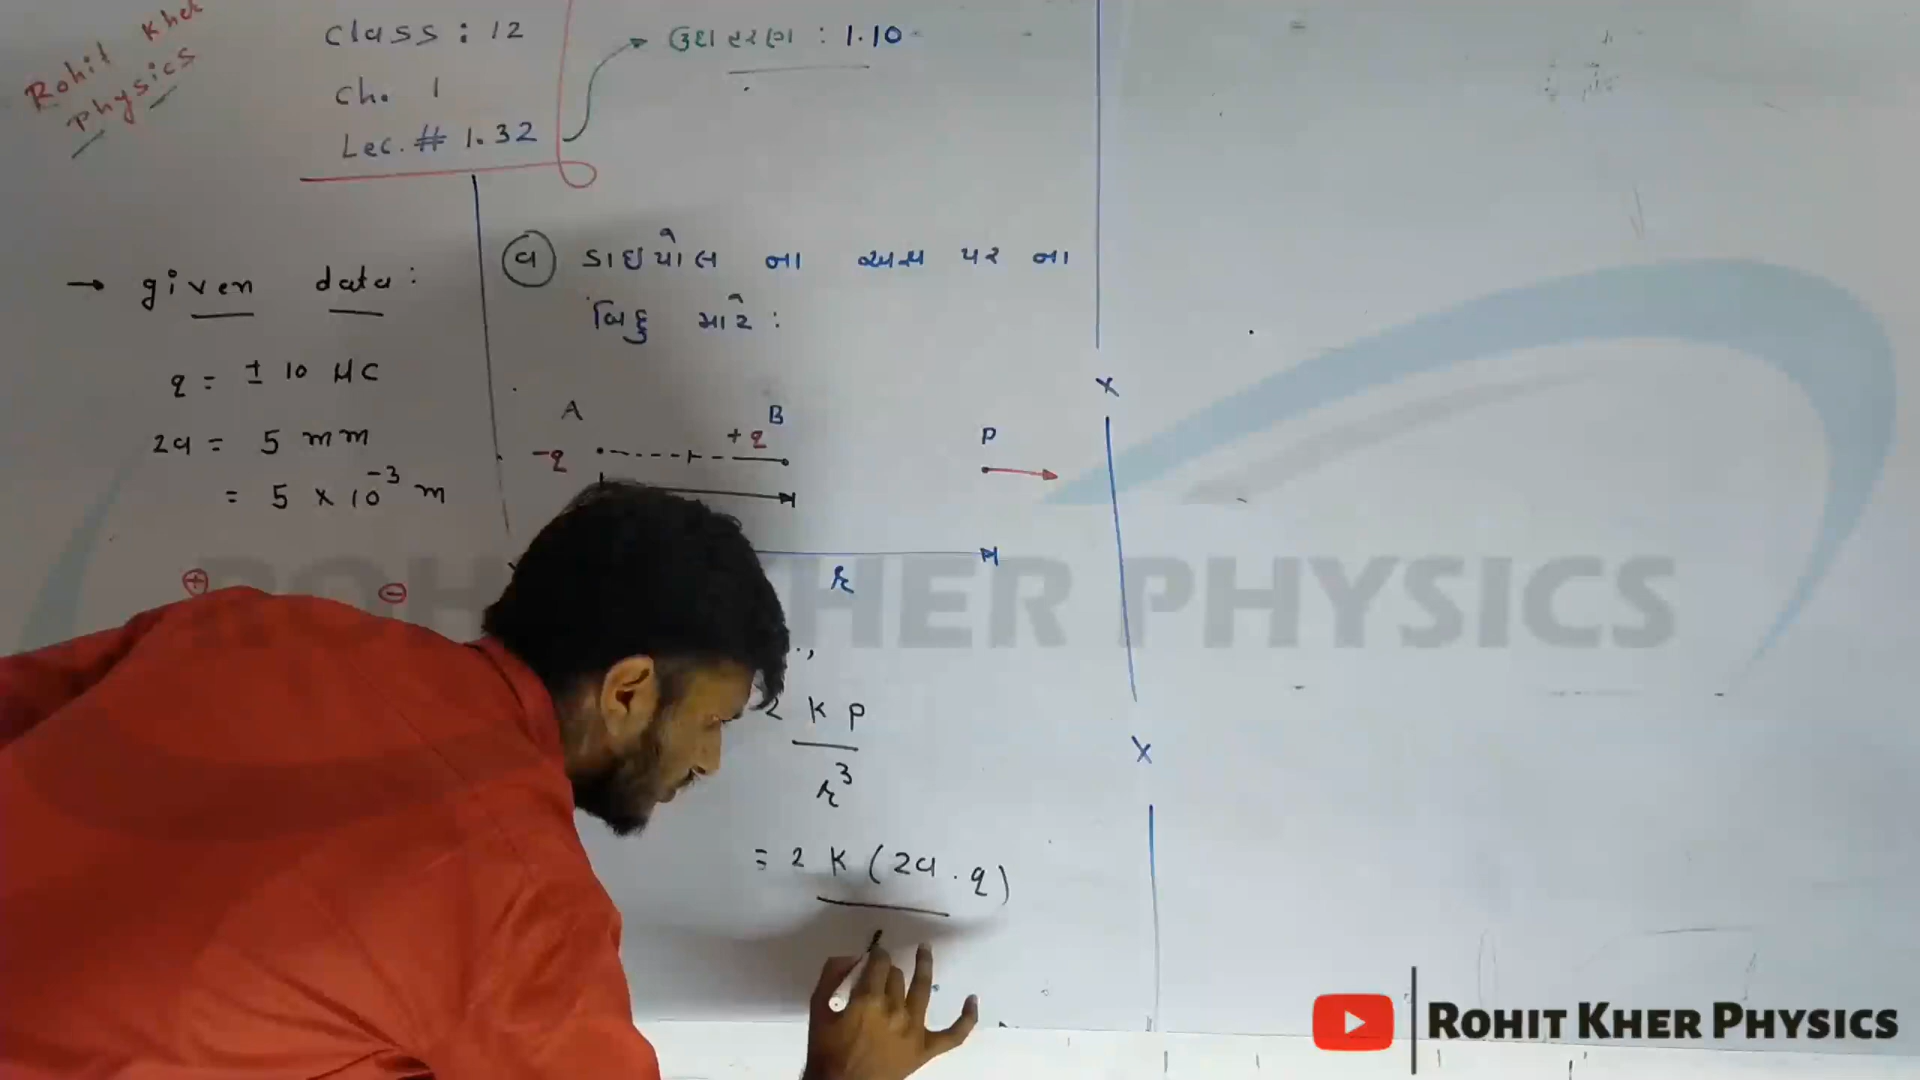 Rohit Kher
Physics
Class : 12
Ch. 1
Lec. # 1.32
ઉદાહરણ : 1.10
→ given data :
q = ± 10 μC
2a = 5 mm
= 5 × 10⁻³ m
⊕ ⊖
a ડાઇપોલ ના અક્ષ પર ના
બિંદુ માટે :
A B
-q +q P
r
2 k p
r³
= 2 k (2a . q)
x
x
ROHIT KHER PHYSICS
ROHIT KHER PHYSICS